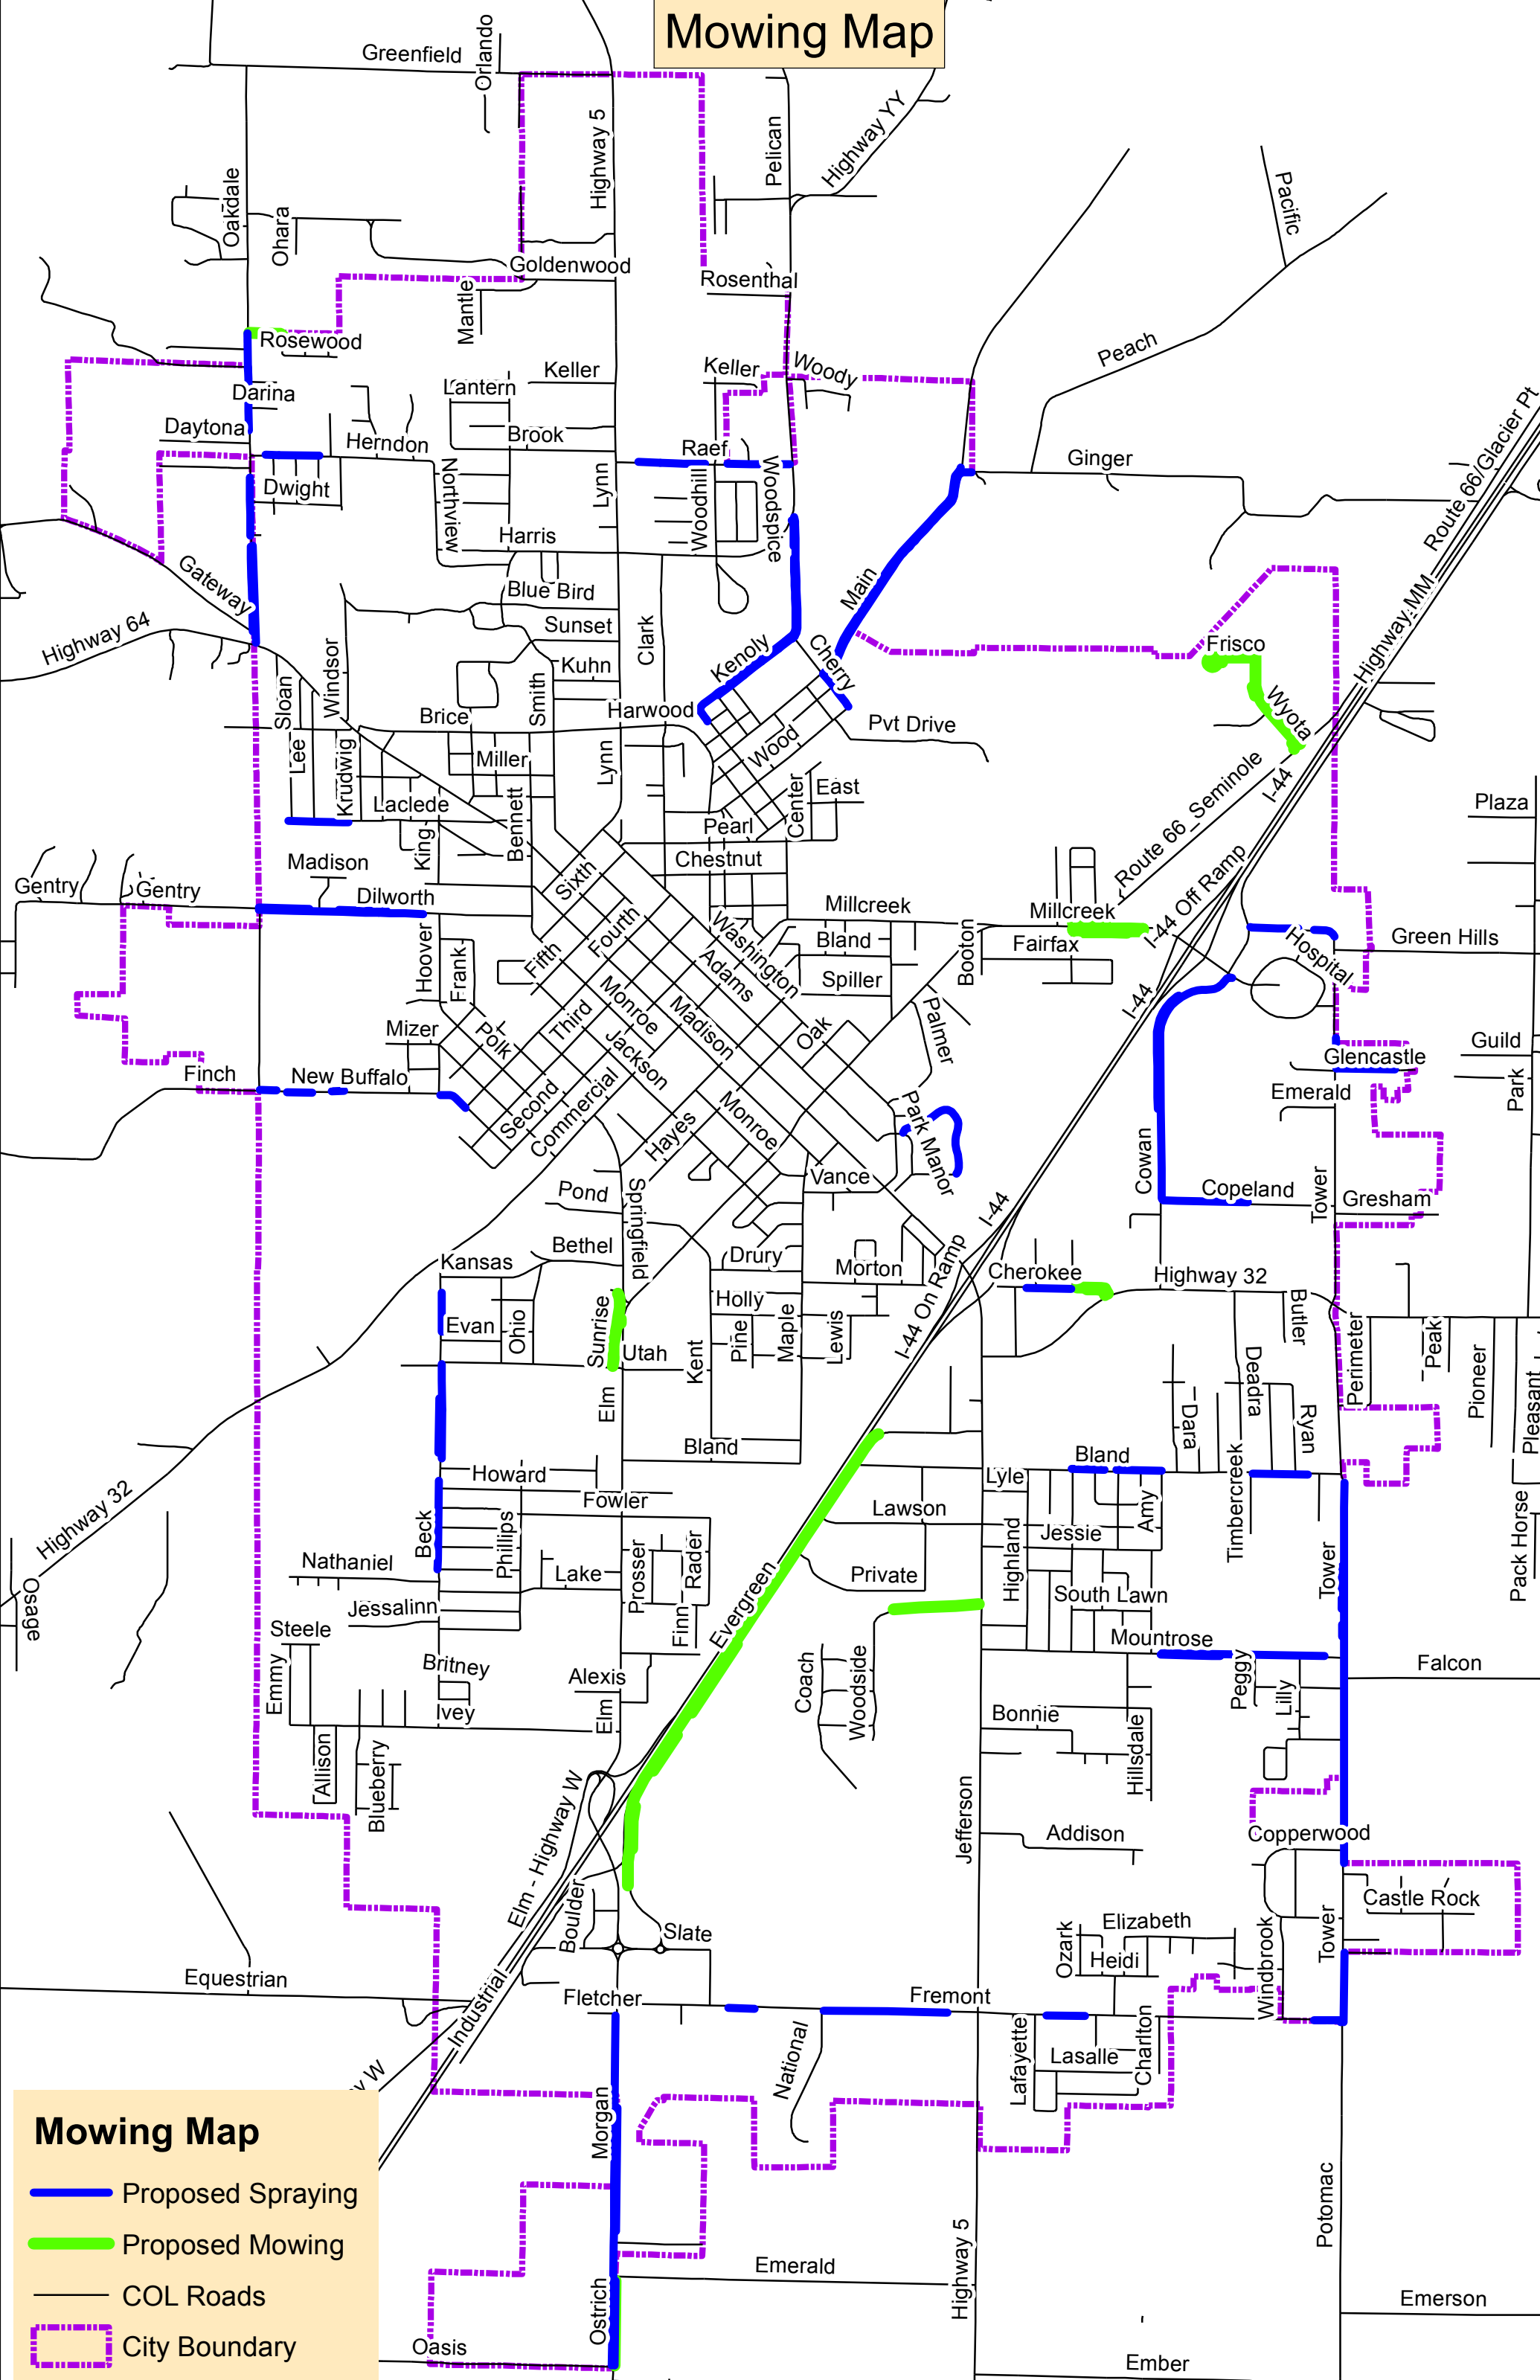 Mowing Map
Greenfield
Orlando
Highway 5
Pelican
Highway YY
Pacific
Oakdale
Ohara
Goldenwood
Mantle
Rosenthal
Rosewood
Peach
Keller
Keller
Woody
Darina
Lantern
Daytona
Herndon
Brook
Raef
Ginger
Route 66/Glacier Pt
Dwight
Northview
Lynn
Woodhill
Woodspice
Harris
Gateway
Blue Bird
Main
Highway 64
Sunset
Clark
Highway MM
Windsor
Kuhn
Kenoly
Cherry
Frisco
Sloan
Smith
Harwood
Wyota
Brice
Pvt Drive
Lee
Krudwig
Miller
Lynn
Wood
Route 66_Seminole
I-44
Laclede
Center
East
Plaza
King
Bennett
Pearl
Madison
Chestnut
Gentry
Gentry
Dilworth
Sixth
Millcreek
Millcreek
I-44 Off Ramp
Fourth
Washington
Bland
Fairfax
Green Hills
Hoover
Frank
Fifth
Adams
Booton
Hospital
Spiller
Monroe
I-44
Mizer
Polk
Third
Madison
Oak
Palmer
Guild
Jackson
Glencastle
Finch
New Buffalo
Emerald
Park
Second
Commercial
Hayes
Monroe
Park Manor
Cowan
Pond
Springfield
Vance
Copeland
Tower
Gresham
I-44
Bethel
Drury
Kansas
Morton
Cherokee
Highway 32
I-44 On Ramp
Holly
Evan
Ohio
Sunrise
Pine
Maple
Lewis
Butler
Utah
Kent
Perimeter
Peak
Pioneer
Pleasant
Elm
Deadra
Dara
Ryan
Bland
Bland
Howard
Lyle
Highway 32
Fowler
Lawson
Amy
Timbercreek
Pack Horse
Beck
Phillips
Jessie
Highland
Nathaniel
Lake
Prosser
Rader
Private
Tower
Osage
Jessalinn
Finn
Evergreen
South Lawn
Steele
Mountrose
Falcon
Emmy
Britney
Alexis
Coach
Woodside
Peggy
Lilly
Ivey
Elm
Bonnie
Allison
Blueberry
Hillsdale
Elm - Highway W
Jefferson
Addison
Copperwood
Boulder
Castle Rock
Slate
Ozark
Elizabeth
Windbrook
Tower
Heidi
Equestrian
Industrial
Fletcher
Fremont
National
Lafayette
Charlton
Lasalle
y W
Morgan
Mowing Map
Proposed Spraying
Potomac
Proposed Mowing
Highway 5
Emerald
COL Roads
Ostrich
Emerson
City Boundary
Oasis
Ember